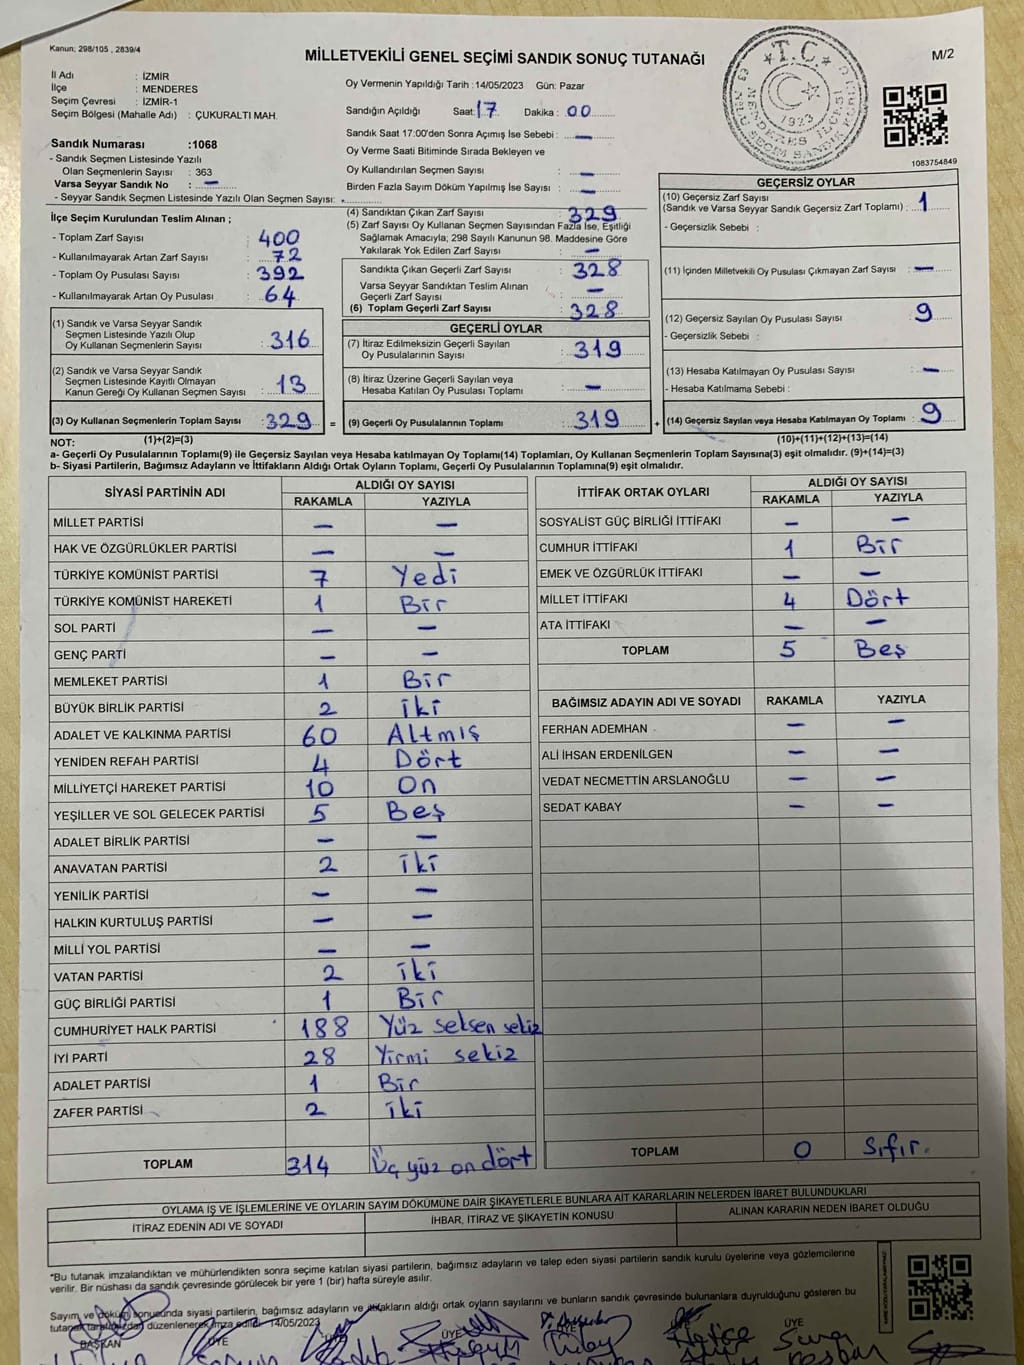 Kanun; 298/105 , 2839/4
MİLLETVEKİLİ GENEL SEÇİMİ SANDIK SONUÇ TUTANAĞI
M/2
İl Adı : İZMİR
İlçe : MENDERES
Seçim Çevresi : İZMİR-1
Seçim Bölgesi (Mahalle Adı) : ÇUKURALTI MAH.
Sandık Numarası :1068
- Sandık Seçmen Listesinde Yazılı
Olan Seçmenlerin Sayısı : 363
Varsa Seyyar Sandık No : —
- Seyyar Sandık Seçmen Listesinde Yazılı Olan Seçmen Sayısı:
Oy Vermenin Yapıldığı Tarih : 14/05/2023 Gün: Pazar
Sandığın Açıldığı Saat: 17 Dakika : 00
Sandık Saat 17:00'den Sonra Açımış İse Sebebi : —
Oy Verme Saati Bitiminde Sırada Bekleyen ve
Oy Kullandırılan Seçmen Sayısı : —
Birden Fazla Sayım Döküm Yapılmış İse Sayısı : —
T.C.
1923
1083754849
İlçe Seçim Kurulundan Teslim Alınan ;
- Toplam Zarf Sayısı : 400
- Kullanılmayarak Artan Zarf Sayısı : 72
- Toplam Oy Pusulası Sayısı : 392
- Kullanılmayarak Artan Oy Pusulası : 64
(1) Sandık ve Varsa Seyyar Sandık
Seçmen Listesinde Yazılı Olup
Oy Kullanan Seçmenlerin Sayısı : 316
(2) Sandık ve Varsa Seyyar Sandık
Seçmen Listesinde Kayıtlı Olmayan
Kanun Gereği Oy Kullanan Seçmen Sayısı : 13
(3) Oy Kullanan Seçmenlerin Toplam Sayısı : 329 =
(4) Sandıktan Çıkan Zarf Sayısı : 329
(5) Zarf Sayısı Oy Kullanan Seçmen Sayısından Fazla İse, Eşitliği
Sağlamak Amacıyla; 298 Sayılı Kanunun 98. Maddesine Göre
Yakılarak Yok Edilen Zarf Sayısı : —
Sandıkta Çıkan Geçerli Zarf Sayısı : 328
Varsa Seyyar Sandıktan Teslim Alınan
Geçerli Zarf Sayısı : —
(6) Toplam Geçerli Zarf Sayısı : 328
GEÇERLİ OYLAR
(7) İtiraz Edilmeksizin Geçerli Sayılan
Oy Pusulalarının Sayısı : 319
(8) İtiraz Üzerine Geçerli Sayılan veya
Hesaba Katılan Oy Pusulası Toplamı : —
(9) Geçerli Oy Pusulalarının Toplamı : 319 +
GEÇERSİZ OYLAR
(10) Geçersiz Zarf Sayısı
(Sandık ve Varsa Seyyar Sandık Geçersiz Zarf Toplamı) : 1
- Geçersizlik Sebebi :
(11) İçinden Milletvekili Oy Pusulası Çıkmayan Zarf Sayısı : —
(12) Geçersiz Sayılan Oy Pusulası Sayısı : 9
- Geçersizlik Sebebi :
(13) Hesaba Katılmayan Oy Pusulası Sayısı : —
- Hesaba Katılmama Sebebi :
(14) Geçersiz Sayılan veya Hesaba Katılmayan Oy Toplamı : 9
NOT: (1)+(2)=(3) (10)+(11)+(12)+(13)=(14)
a- Geçerli Oy Pusulalarının Toplamı(9) ile Geçersiz Sayılan veya Hesaba katılmayan Oy Toplamı(14) Toplamları, Oy Kullanan Seçmenlerin Toplam Sayısına(3) eşit olmalıdır. (9)+(14)=(3)
b- Siyasi Partilerin, Bağımsız Adayların ve İttifakların Aldığı Ortak Oyların Toplamı, Geçerli Oy Pusulalarının Toplamına(9) eşit olmalıdır.
SİYASİ PARTİNİN ADI ALDIĞI OY SAYISI
RAKAMLA YAZIYLA
MİLLET PARTİSİ — —
HAK VE ÖZGÜRLÜKLER PARTİSİ — —
TÜRKİYE KOMÜNİST PARTİSİ 7 Yedi
TÜRKİYE KOMÜNİST HAREKETİ 1 Bir
SOL PARTİ — —
GENÇ PARTİ — —
MEMLEKET PARTİSİ 1 Bir
BÜYÜK BİRLİK PARTİSİ 2 iki
ADALET VE KALKINMA PARTİSİ 60 Altmış
YENİDEN REFAH PARTİSİ 4 Dört
MİLLİYETÇİ HAREKET PARTİSİ 10 On
YEŞİLLER VE SOL GELECEK PARTİSİ 5 Beş
ADALET BİRLİK PARTİSİ — —
ANAVATAN PARTİSİ 2 iki
YENİLİK PARTİSİ — —
HALKIN KURTULUŞ PARTİSİ — —
MİLLİ YOL PARTİSİ — —
VATAN PARTİSİ 2 iki
GÜÇ BİRLİĞİ PARTİSİ 1 Bir
CUMHURİYET HALK PARTİSİ 188 Yüz seksen sekiz
İYİ PARTİ 28 Yirmi sekiz
ADALET PARTİSİ 1 Bir
ZAFER PARTİSİ 2 iki
TOPLAM 314 Üç yüz on dört
İTTİFAK ORTAK OYLARI ALDIĞI OY SAYISI
RAKAMLA YAZIYLA
SOSYALİST GÜÇ BİRLİĞİ İTTİFAKI — —
CUMHUR İTTİFAKI 1 Bir
EMEK VE ÖZGÜRLÜK İTTİFAKI — —
MİLLET İTTİFAKI 4 Dört
ATA İTTİFAKI — —
TOPLAM 5 Beş
BAĞIMSIZ ADAYIN ADI VE SOYADI RAKAMLA YAZIYLA
FERHAN ADEMHAN — —
ALİ İHSAN ERDENİLGEN — —
VEDAT NECMETTİN ARSLANOĞLU — —
SEDAT KABAY — —
TOPLAM 0 Sıfır.
OYLAMA İŞ VE İŞLEMLERİNE VE OYLARIN SAYIM DÖKÜMÜNE DAİR ŞİKAYETLERLE BUNLARA AİT KARARLARIN NELERDEN İBARET BULUNDUKLARI
İTİRAZ EDENİN ADI VE SOYADI İHBAR, İTİRAZ VE ŞİKAYETİN KONUSU ALINAN KARARIN NEDEN İBARET OLDUĞU
*Bu tutanak imzalandıktan ve mühürlendikten sonra seçime katılan siyasi partilerin, bağımsız adayların ve talep eden siyasi partilerin sandık kurulu üyelerine veya gözlemcilerine
verilir. Bir nüshası da sandık çevresinde görülecek bir yere 1 (bir) hafta süreyle asılır.
Sayım ve döküm sonucunda siyasi partilerin, bağımsız adayların ve ittifakların aldığı ortak oyların sayılarını ve bunların sandık çevresinde bulunanlara duyrulduğunu gösteren bu
tutanak tarafımızdan düzenlenerek imza edildi. 14/05/2023
BAŞKAN ÜYE ÜYE ÜYE ÜYE